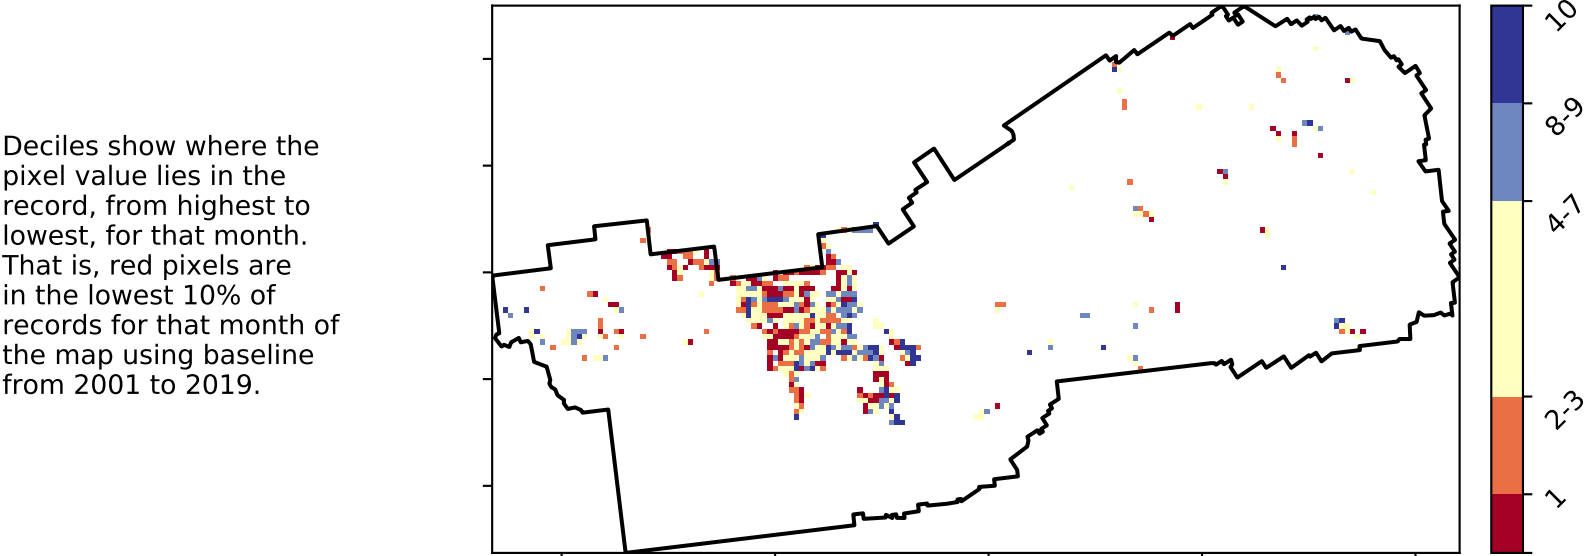 Deciles show where the
pixel value lies in the
record, from highest to
lowest, for that month.
That is, red pixels are
in the lowest 10% of
records for that month of
the map using baseline
from 2001 to 2019.
10
8-9
4-7
2-3
1